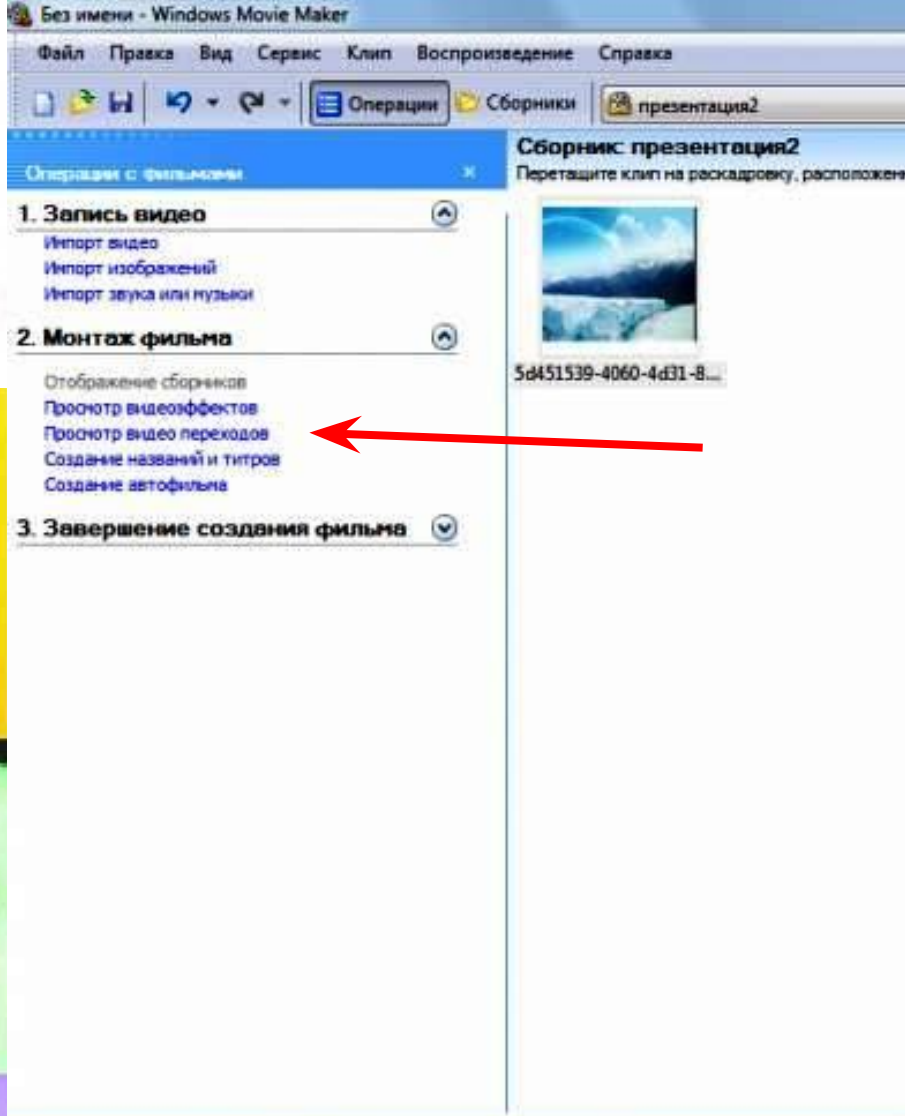 Без имени - Windows Movie Maker
Файл Правка Вид Сервис Клип Воспроизведение Справка
Операции Сборники презентация2
Операции с фильмами
1. Запись видео
Импорт видео
Импорт изображений
Импорт звука или музыки
2. Монтаж фильма
Отображение сборников
Просмотр видеоэффектов
Просмотр видео переходов
Создание названий и титров
Создание автофильма
3. Завершение создания фильма
Сборник: презентация2
Перетащите клип на раскадровку, расположен
5d451539-4060-4d31-8...